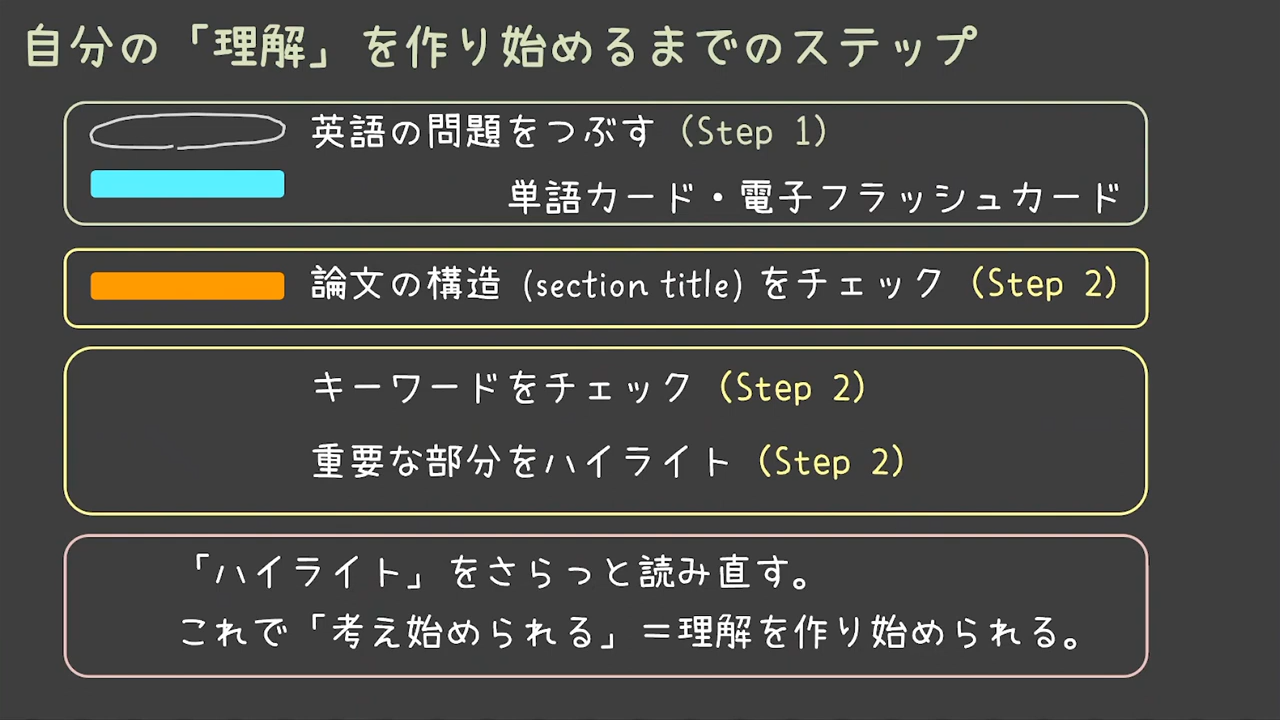 自分の「理解」を作り始めるまでのステップ
英語の問題をつぶす (Step 1)
単語カード・電子フラッシュカード
論文の構造 (section title) をチェック (Step 2)
キーワードをチェック (Step 2)
重要な部分をハイライト (Step 2)
「ハイライト」をさらっと読み直す。
これで「考え始められる」=理解を作り始められる。